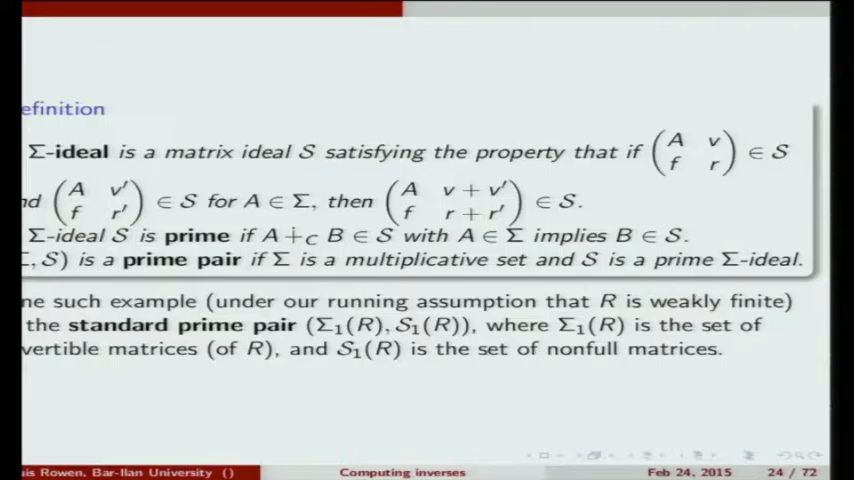 efinition
Σ-ideal is a matrix ideal S satisfying the property that if (A v f r) ∈ S
nd (A v′ f r′) ∈ S for A ∈ Σ, then (A v + v′ f r + r′) ∈ S.
Σ-ideal S is prime if A ∔_C B ∈ S with A ∈ Σ implies B ∈ S.
Σ, S) is a prime pair if Σ is a multiplicative set and S is a prime Σ-ideal.
ne such example (under our running assumption that R is weakly finite)
the standard prime pair (Σ₁(R), S₁(R)), where Σ₁(R) is the set of
vertible matrices (of R), and S₁(R) is the set of nonfull matrices.
uis Rowen, Bar-Ilan University () Computing inverses Feb 24, 2015 24 / 72